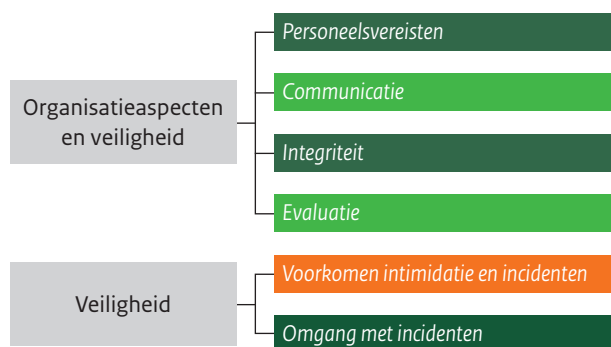 Organisatieaspecten
en veiligheid
Personeelsvereisten
Communicatie
Integriteit
Evaluatie
Veiligheid
Voorkomen intimidatie en incidenten
Omgang met incidenten